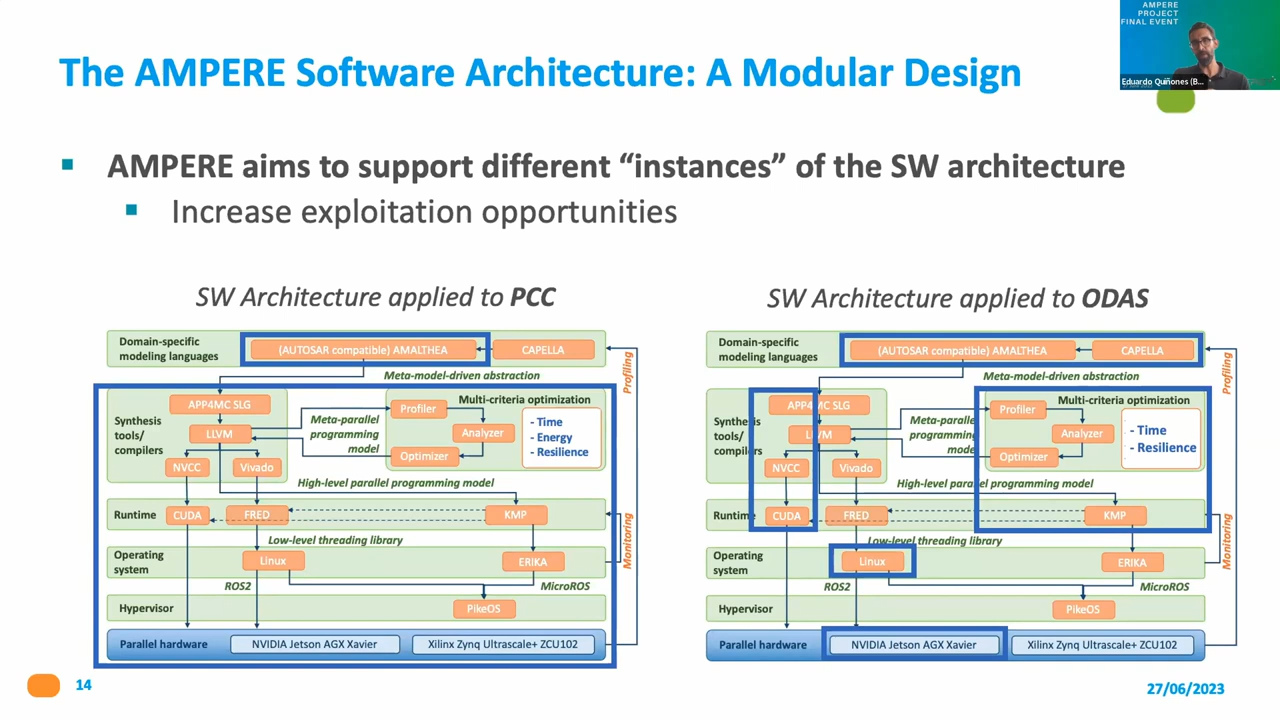 AMPERE
PROJECT
FINAL EVENT
Eduardo Quiñones (B...
The AMPERE Software Architecture: A Modular Design
▪ AMPERE aims to support different “instances” of the SW architecture
▪ Increase exploitation opportunities
SW Architecture applied to PCC
Domain-specific
modeling languages
(AUTOSAR compatible) AMALTHEA
CAPELLA
Profiling
Meta-model-driven abstraction
Synthesis
tools/
compilers
APP4MC SLG
LLVM
NVCC
Vivado
Meta-parallel
programming
model
Multi-criteria optimization
Profiler
Analyzer
Optimizer
- Time
- Energy
- Resilience
High-level parallel programming model
Runtime
CUDA
FRED
KMP
Monitoring
Low-level threading library
Operating
system
Linux
ERIKA
ROS2
MicroROS
Hypervisor
PikeOS
Parallel hardware
NVIDIA Jetson AGX Xavier
Xilinx Zynq Ultrascale+ ZCU102
SW Architecture applied to ODAS
Domain-specific
modeling languages
(AUTOSAR compatible) AMALTHEA
CAPELLA
Profiling
Meta-model-driven abstraction
Synthesis
tools/
compilers
APP4MC SLG
LLVM
NVCC
Vivado
Meta-parallel
programming
model
Multi-criteria optimization
Profiler
Analyzer
Optimizer
- Time
- Resilience
High-level parallel programming model
Runtime
CUDA
FRED
KMP
Monitoring
Low-level threading library
Operating
system
Linux
ERIKA
ROS2
MicroROS
Hypervisor
PikeOS
Parallel hardware
NVIDIA Jetson AGX Xavier
Xilinx Zynq Ultrascale+ ZCU102
14
27/06/2023